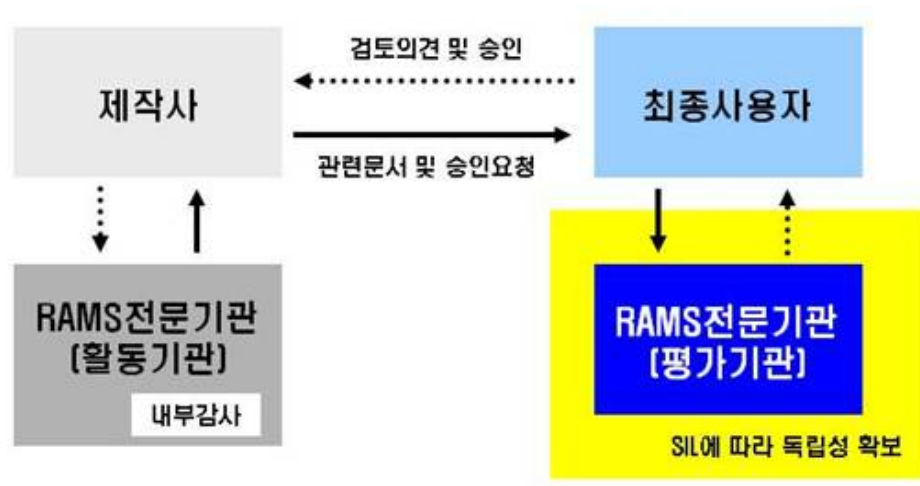 검토의견 및 승인
제작사
최종사용자
관련문서 및 승인요청
RAMS전문기관
(활동기관)
내부감사
RAMS전문기관
(평가기관)
SIL에 따라 독립성 확보